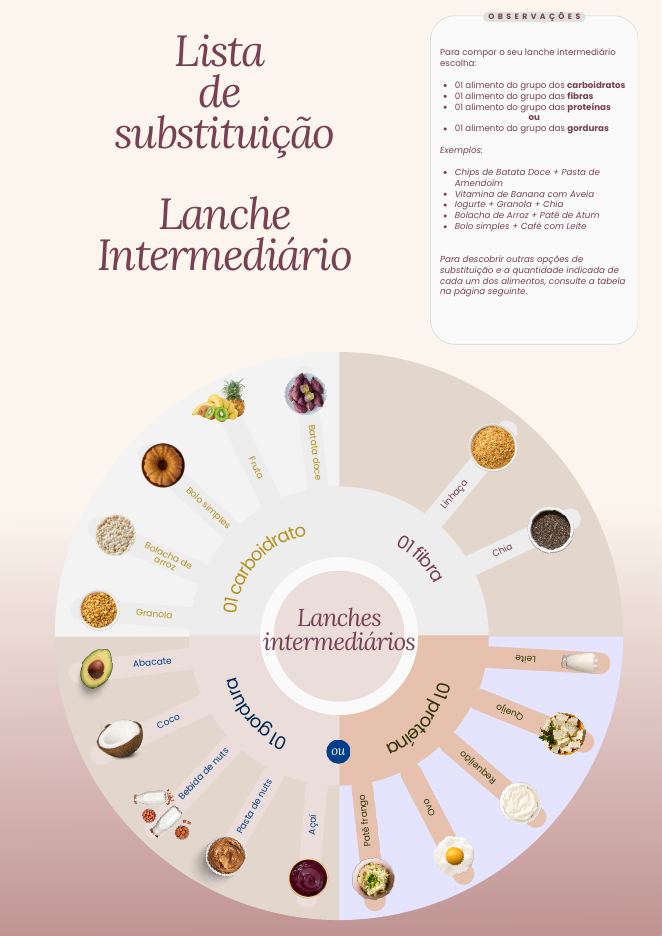 Lista
de
substituição
Lanche
Intermediário
OBSERVAÇÕES
Para compor o seu lanche intermediário
escolha:
• 01 alimento do grupo dos carboidratos
• 01 alimento do grupo das fibras
• 01 alimento do grupo das proteínas
ou
• 01 alimento do grupo das gorduras
Exemplos:
• Chips de Batata Doce + Pasta de
Amendoim
• Vitamina de Banana com Aveia
• Iogurte + Granola + Chia
• Bolacha de Arroz + Patê de Atum
• Bolo simples + Café com Leite
Para descobrir outras opções de
substituição e a quantidade indicada de
cada um dos alimentos, consulte a tabela
na página seguinte.
Batata doce
Fruta
Bolo simples
Bolacha de
arroz
Granola
01 carboidrato
Linhaça
Chia
01 fibra
Lanches
intermediários
Abacate
Coco
Bebida de nuts
Pasta de nuts
Açaí
01 gordura
ou
Leite
Queijo
Requeijão
Ovo
Patê frango
01 proteína